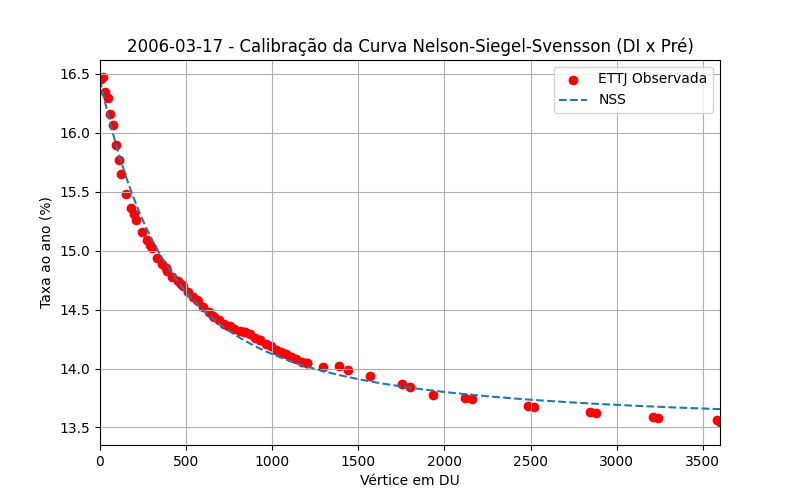 2006-03-17 - Calibração da Curva Nelson-Siegel-Svensson (DI x Pré)
ETTJ Observada
NSS
Taxa ao ano (%)
16.5
16.0
15.5
15.0
14.5
14.0
13.5
0 500 1000 1500 2000 2500 3000 3500
Vértice em DU